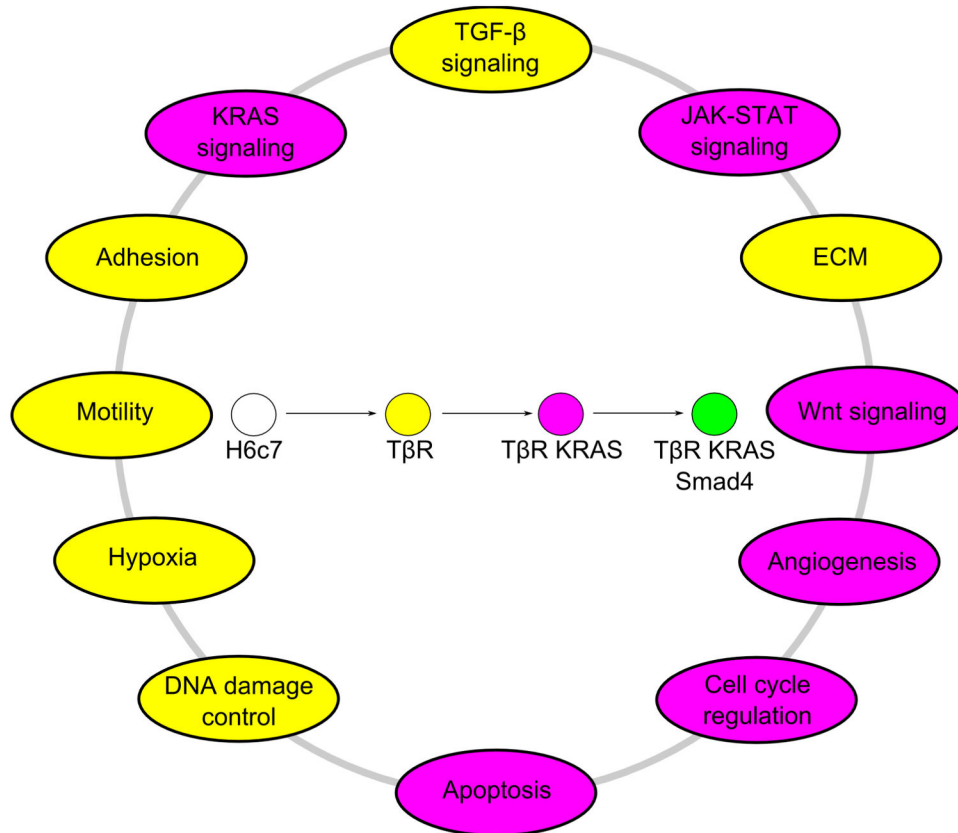 TGF-β
signaling
KRAS
signaling
JAK-STAT
signaling
Adhesion
ECM
Motility
Wnt signaling
H6c7
TβR
TβR KRAS
TβR KRAS
Smad4
Hypoxia
Angiogenesis
DNA damage
control
Cell cycle
regulation
Apoptosis